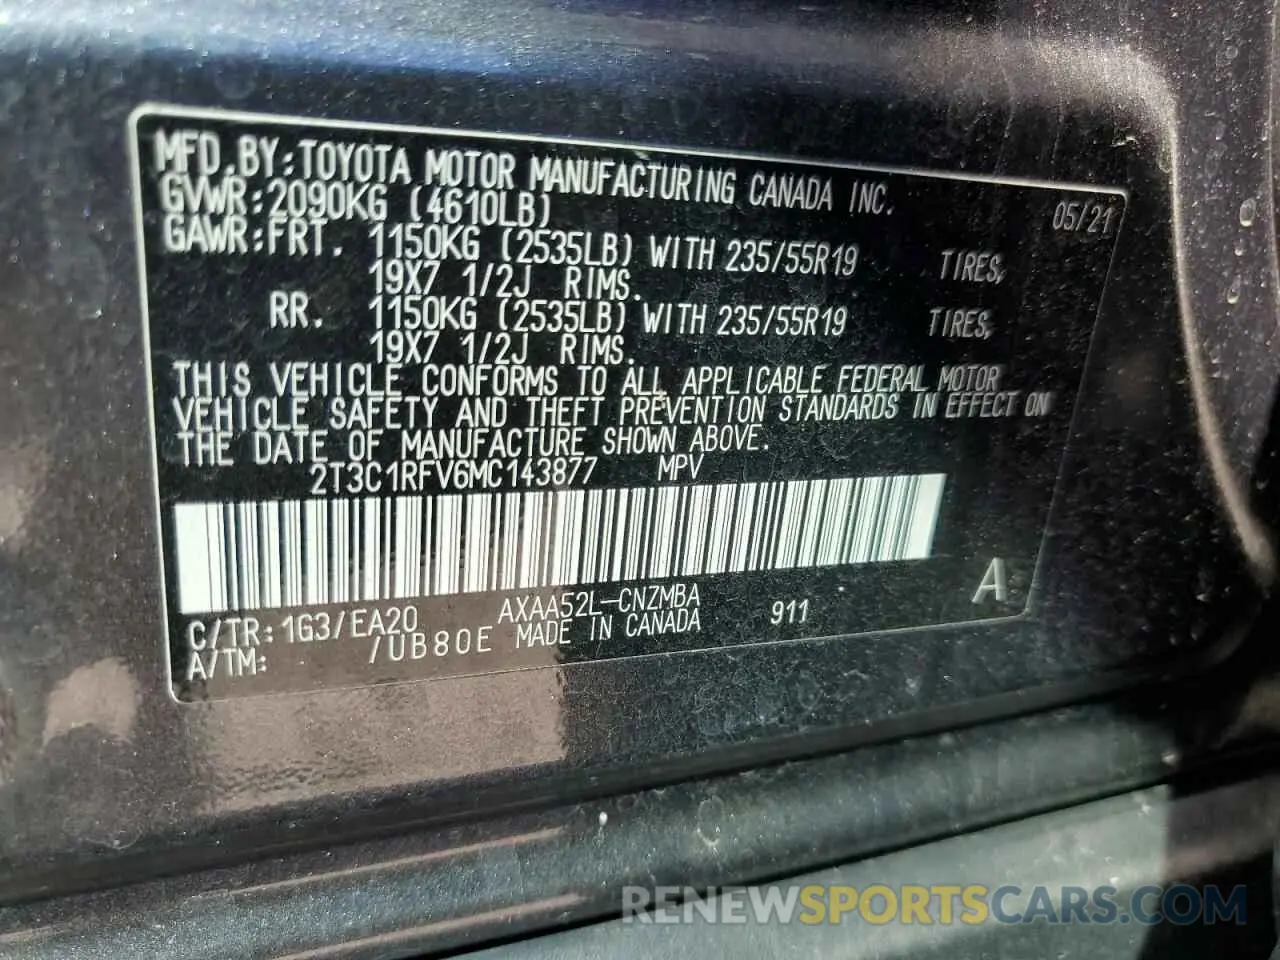 MFD.BY:TOYOTA MOTOR MANUFACTURING CANADA INC.
GVWR:2090KG (4610LB) 05/21
GAWR:FRT. 1150KG (2535LB) WITH 235/55R19 TIRES,
19X7 1/2J RIMS.
RR. 1150KG (2535LB) WITH 235/55R19 TIRES,
19X7 1/2J RIMS.
THIS VEHICLE CONFORMS TO ALL APPLICABLE FEDERAL MOTOR
VEHICLE SAFETY AND THEFT PREVENTION STANDARDS IN EFFECT ON
THE DATE OF MANUFACTURE SHOWN ABOVE.
2T3C1RFV6MC143877 MPV
C/TR:1G3/EA20 AXAA52L-CNZMBA 911 A
A/TM: /UB80E MADE IN CANADA
RENEWSPORTSCARS.COM